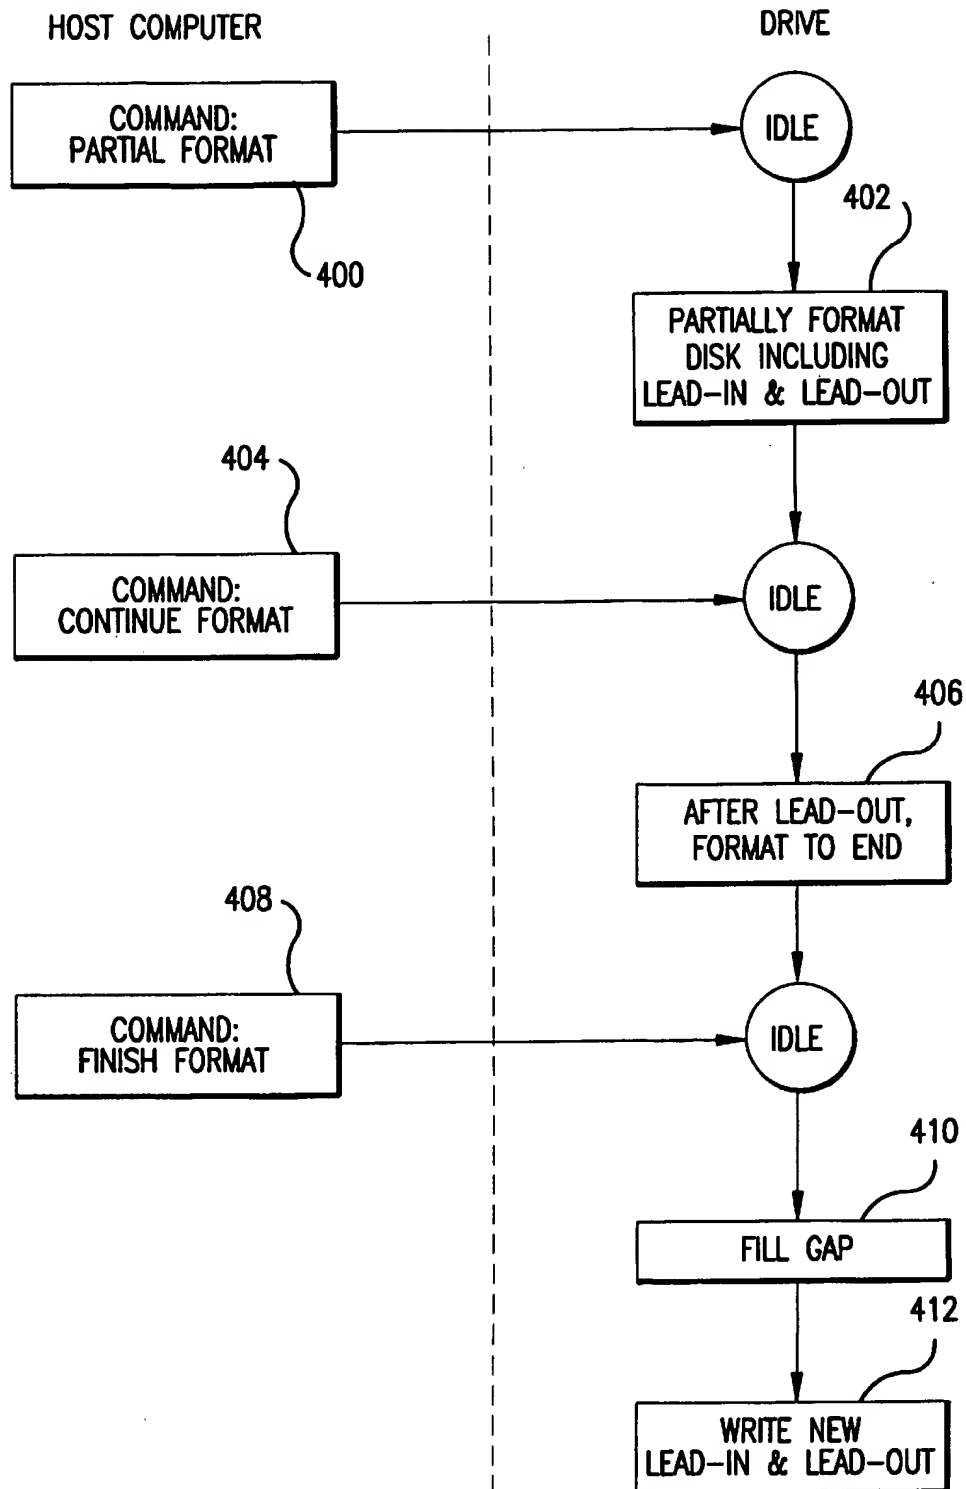 HOST COMPUTER
DRIVE
COMMAND:
PARTIAL FORMAT
400
IDLE
402
PARTIALLY FORMAT
DISK INCLUDING
LEAD-IN & LEAD-OUT
404
COMMAND:
CONTINUE FORMAT
IDLE
406
AFTER LEAD-OUT,
FORMAT TO END
408
COMMAND:
FINISH FORMAT
IDLE
410
FILL GAP
412
WRITE NEW
LEAD-IN & LEAD-OUT